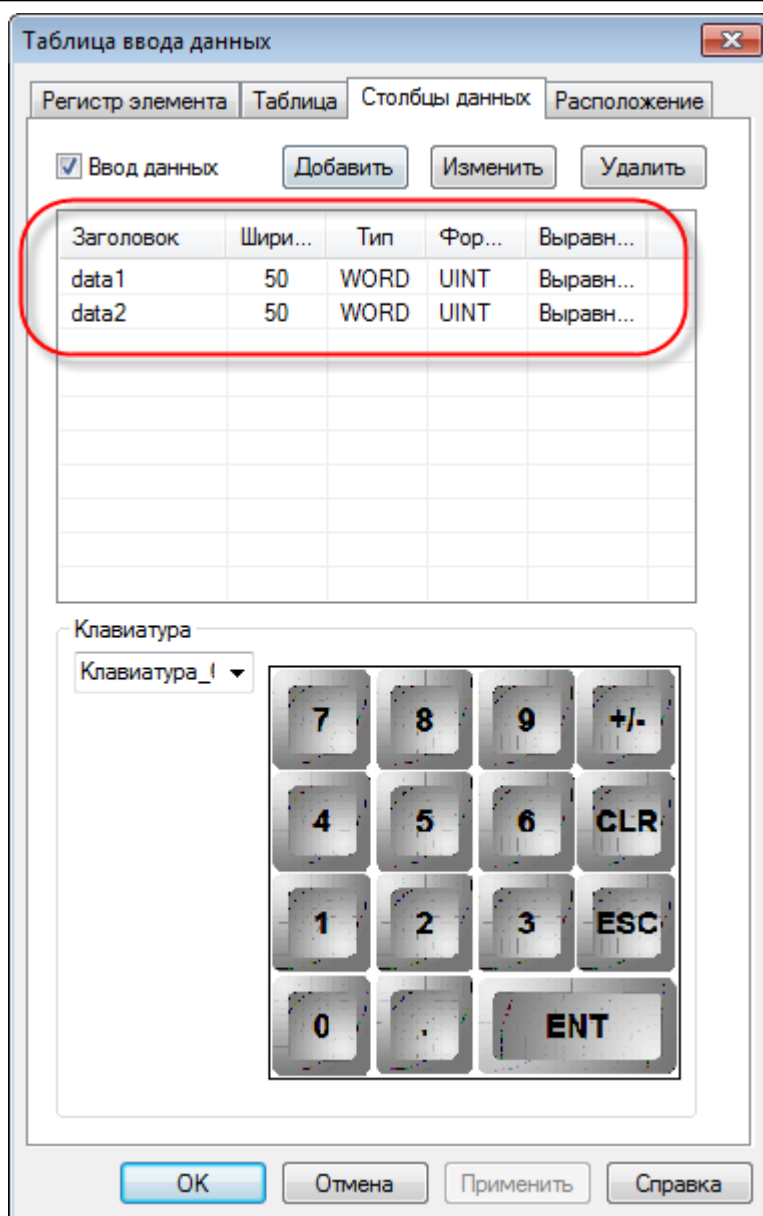 Таблица ввода данных
Регистр элемента Таблица Столбцы данных Расположение
Ввод данных Добавить Изменить Удалить
Заголовок Шири... Тип Фор... Выравн...
data1 50 WORD UINT Выравн...
data2 50 WORD UINT Выравн...
Клавиатура
Клавиатура_
7 8 9 +/-
4 5 6 CLR
1 2 3 ESC
0 . ENT
OK Отмена Применить Справка